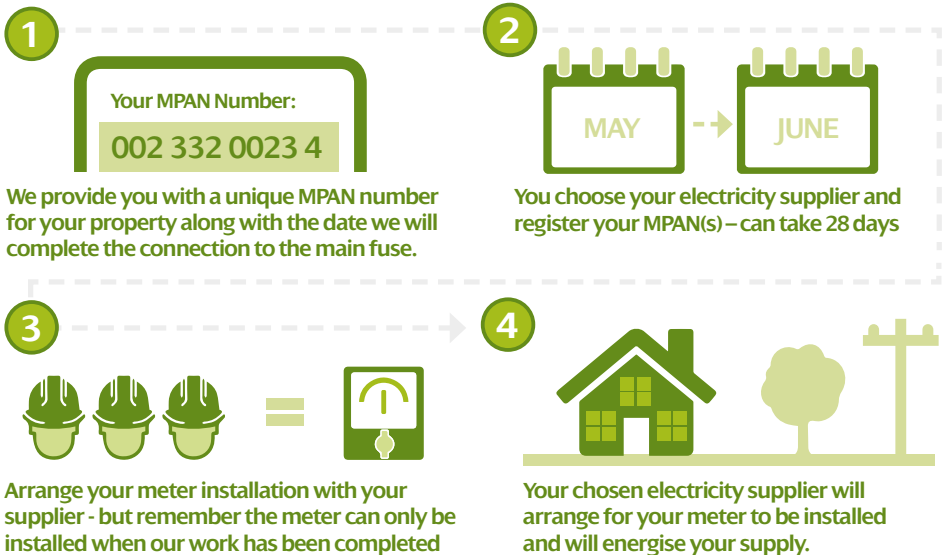 1
Your MPAN Number:
002 332 0023 4
We provide you with a unique MPAN number
for your property along with the date we will
complete the connection to the main fuse.
2
MAY
JUNE
You choose your electricity supplier and
register your MPAN(s) – can take 28 days
3
Arrange your meter installation with your
supplier - but remember the meter can only be
installed when our work has been completed
4
Your chosen electricity supplier will
arrange for your meter to be installed
and will energise your supply.